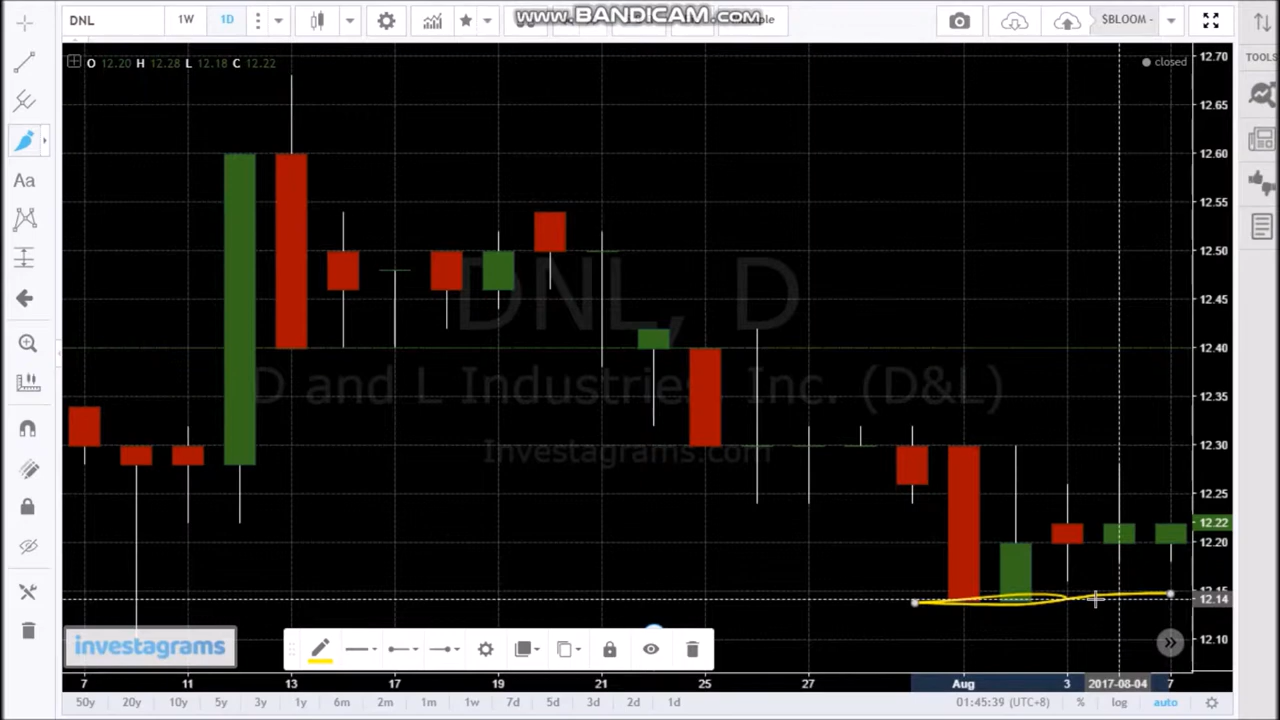 DNL 1W 1D www.BANDICAM.com $BLOOM -
O 12.20 H 12.28 L 12.18 C 12.22
closed
TOOLS
Aa
12.70
12.65
12.60
12.55
12.50
12.45
12.40
12.35
12.30
12.25
12.22
12.20
12.14
12.10
DNL, D
D and L Industries, Inc. (D&L)
Investagrams.com
investagrams
7 11 13 17 19 21 25 27 Aug 3 2017-08-04 7
50y 20y 10y 5y 3y 1y 6m 2m 1m 1w 7d 5d 3d 2d 1d 01:45:39 (UTC+8) % log auto